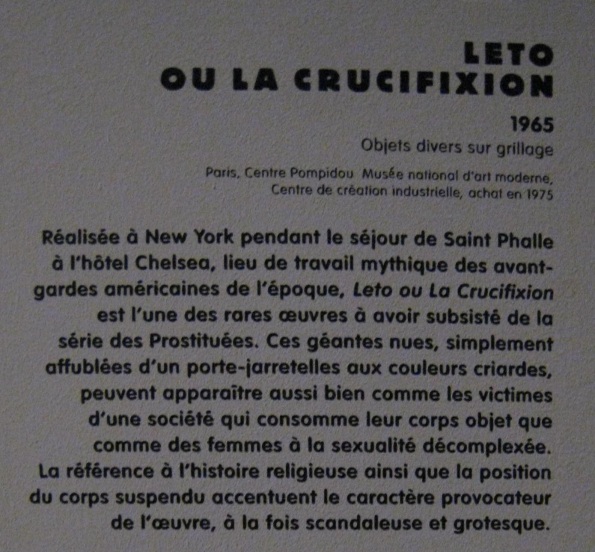 LETO
OU LA CRUCIFIXION
1965
Objets divers sur grillage
Paris, Centre Pompidou Musée national d'art moderne,
Centre de création industrielle, achat en 1975
Réalisée à New York pendant le séjour de Saint Phalle
à l'hôtel Chelsea, lieu de travail mythique des avant-
gardes américaines de l'époque, Leto ou La Crucifixion
est l'une des rares œuvres à avoir subsisté de la
série des Prostituées. Ces géantes nues, simplement
affublées d'un porte-jarretelles aux couleurs criardes,
peuvent apparaître aussi bien comme les victimes
d'une société qui consomme leur corps objet que
comme des femmes à la sexualité décomplexée.
La référence à l'histoire religieuse ainsi que la position
du corps suspendu accentuent le caractère provocateur
de l'œuvre, à la fois scandaleuse et grotesque.